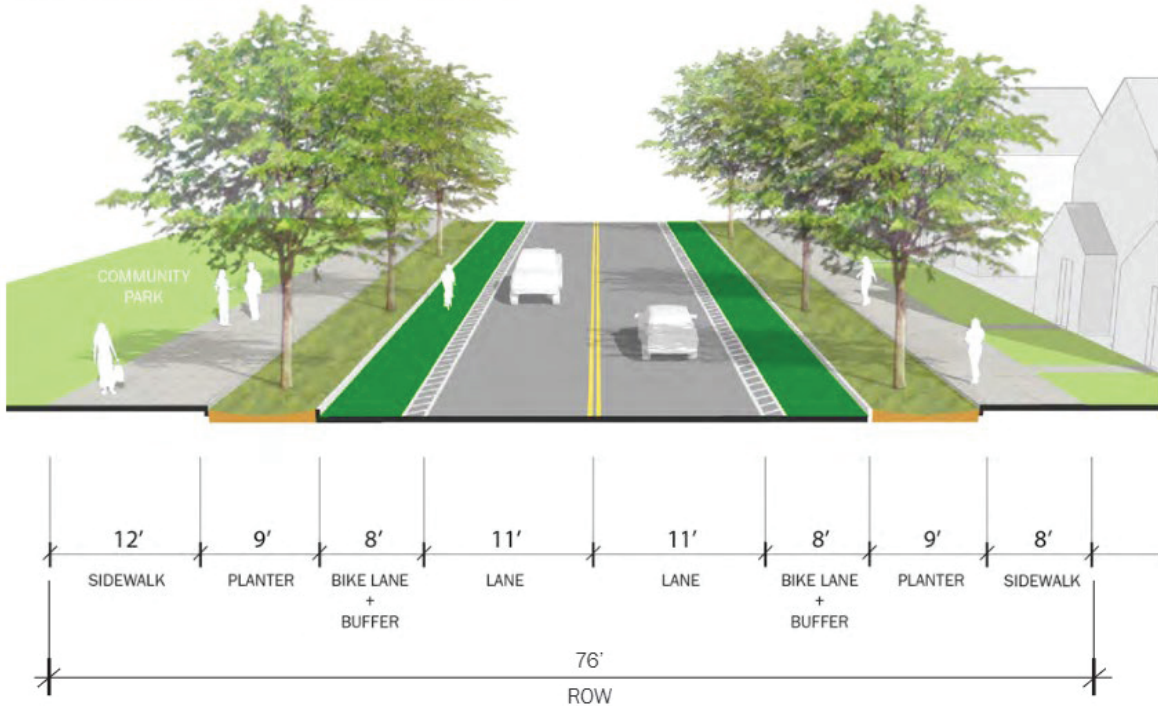 COMMUNITY
PARK
12’ 9’ 8’ 11’ 11’ 8’ 9’ 8’
SIDEWALK PLANTER BIKE LANE LANE LANE BIKE LANE PLANTER SIDEWALK
+ +
BUFFER BUFFER
76’
ROW